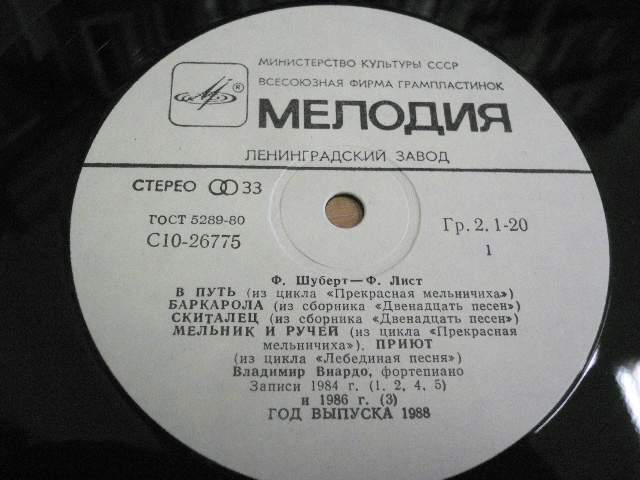 МИНИСТЕРСТВО КУЛЬТУРЫ СССР
ВСЕСОЮЗНАЯ ФИРМА ГРАМПЛАСТИНОК
® МЕЛОДИЯ
ЛЕНИНГРАДСКИЙ ЗАВОД
СТЕРЕО 33
ГОСТ 5289-80
С10-26775
Гр. 2. 1-20
1
Ф. Шуберт—Ф. Лист
В ПУТЬ (из цикла «Прекрасная мельничиха»)
БАРКАРОЛА (из сборника «Двенадцать песен»)
СКИТАЛЕЦ (из сборника «Двенадцать песен»)
МЕЛЬНИК И РУЧЕЙ (из цикла «Прекрасная
мельничиха»). ПРИЮТ
(из цикла «Лебединая песня»)
Владимир Виардо, фортепиано
Записи 1984 г. (1, 2, 4, 5)
и 1986 г. (3)
ГОД ВЫПУСКА 1988